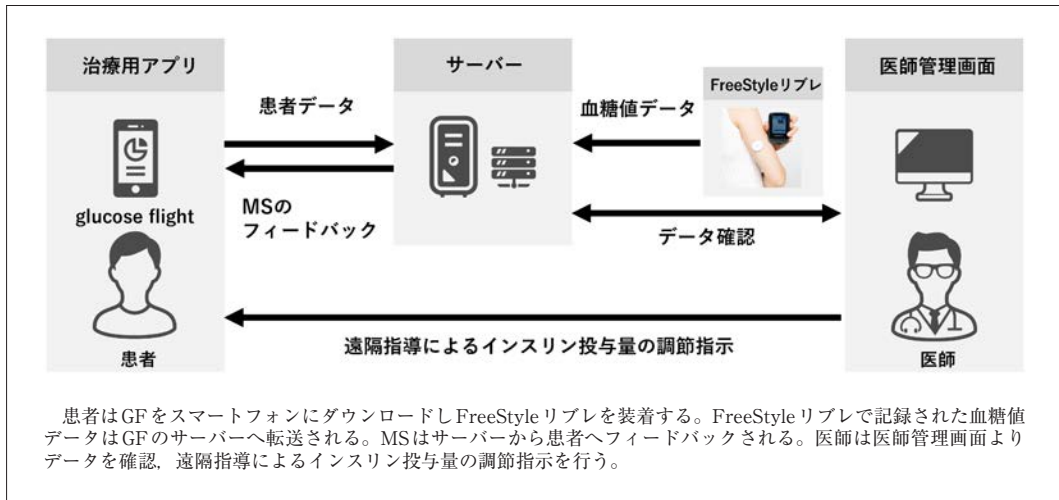 治療用アプリ
サーバー
医師管理画面
FreeStyleリブレ
患者データ
血糖値データ
glucose flight
MSの
フィードバック
データ確認
遠隔指導によるインスリン投与量の調節指示
患者
医師
患者はGFをスマートフォンにダウンロードしFreeStyleリブレを装着する。FreeStyleリブレで記録された血糖値
データはGFのサーバーへ転送される。MSはサーバーから患者へフィードバックされる。医師は医師管理画面より
データを確認，遠隔指導によるインスリン投与量の調節指示を行う。